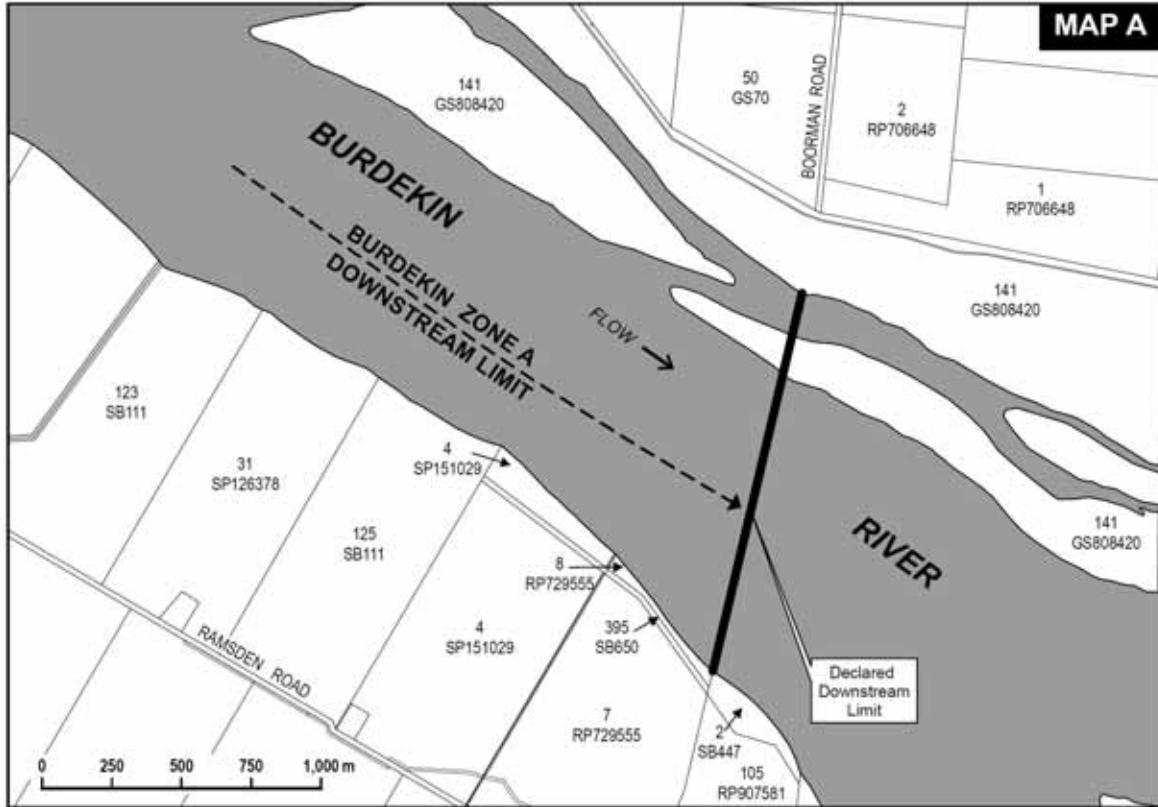 MAP A
141
GS808420
50
GS70
BOORMAN ROAD
2
RP706648
1
RP706648
BURDEKIN
BURDEKIN ZONE A
DOWNSTREAM LIMIT
FLOW
141
GS808420
123
SB111
31
SP126378
125
SB111
4
SP151029
RIVER
141
GS808420
8
RP729555
4
SP151029
395
SB650
RAMSDEN ROAD
7
RP729555
2
SB447
105
RP907581
Declared
Downstream
Limit
0 250 500 750 1,000 m